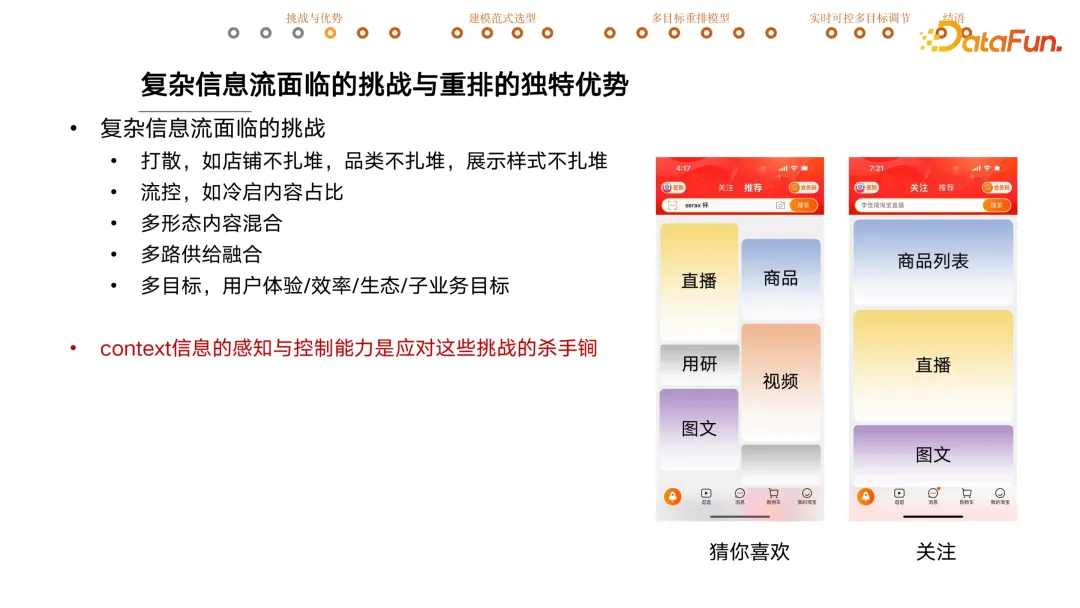 挑战与优势
建模范式选型
多目标重排模型
实时可控多目标调节
结语
DataFun.
复杂信息流面临的挑战与重排的独特优势
• 复杂信息流面临的挑战
• 打散，如店铺不扎堆，品类不扎堆，展示样式不扎堆
• 流控，如冷启内容占比
• 多形态内容混合
• 多路供给融合
• 多目标，用户体验/效率/生态/子业务目标
• context信息的感知与控制能力是应对这些挑战的杀手锏
4:17
签到
关注 推荐
会员码
serax 杯
搜索
直播
商品
用研
视频
图文
逛逛
消息
购物车
我的淘宝
猜你喜欢
7:21
签到
关注 推荐
会员码
李佳琦淘宝直播
搜索
商品列表
直播
图文
逛逛
消息
购物车
我的淘宝
关注